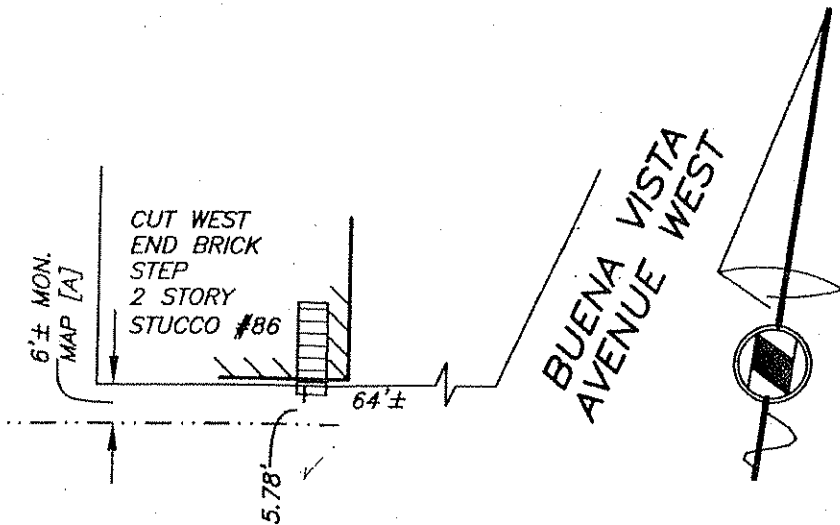 CUT WEST
END BRICK
STEP
2 STORY
STUCCO #86
6'± MON.
MAP [A]
64'±
5.78'
BUENA VISTA
AVENUE WEST